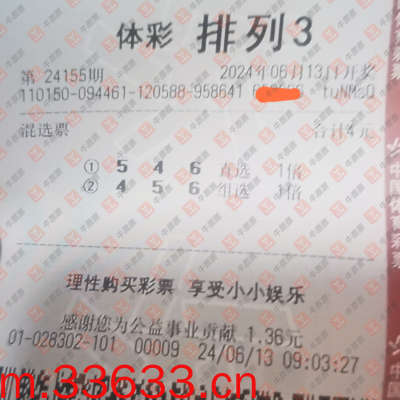 体彩 排列3
第 24155期 2024年06月13日开奖
110150-094461-120588-958641
混选票 合计4元
① 5 4 6 直选 1倍
② 4 5 6 组选 1倍
理性购买彩票 享受小小娱乐
感谢您为公益事业贡献 1.36元
01-028302-101 00009 24/06/13 09:03:27
m.33633.cn